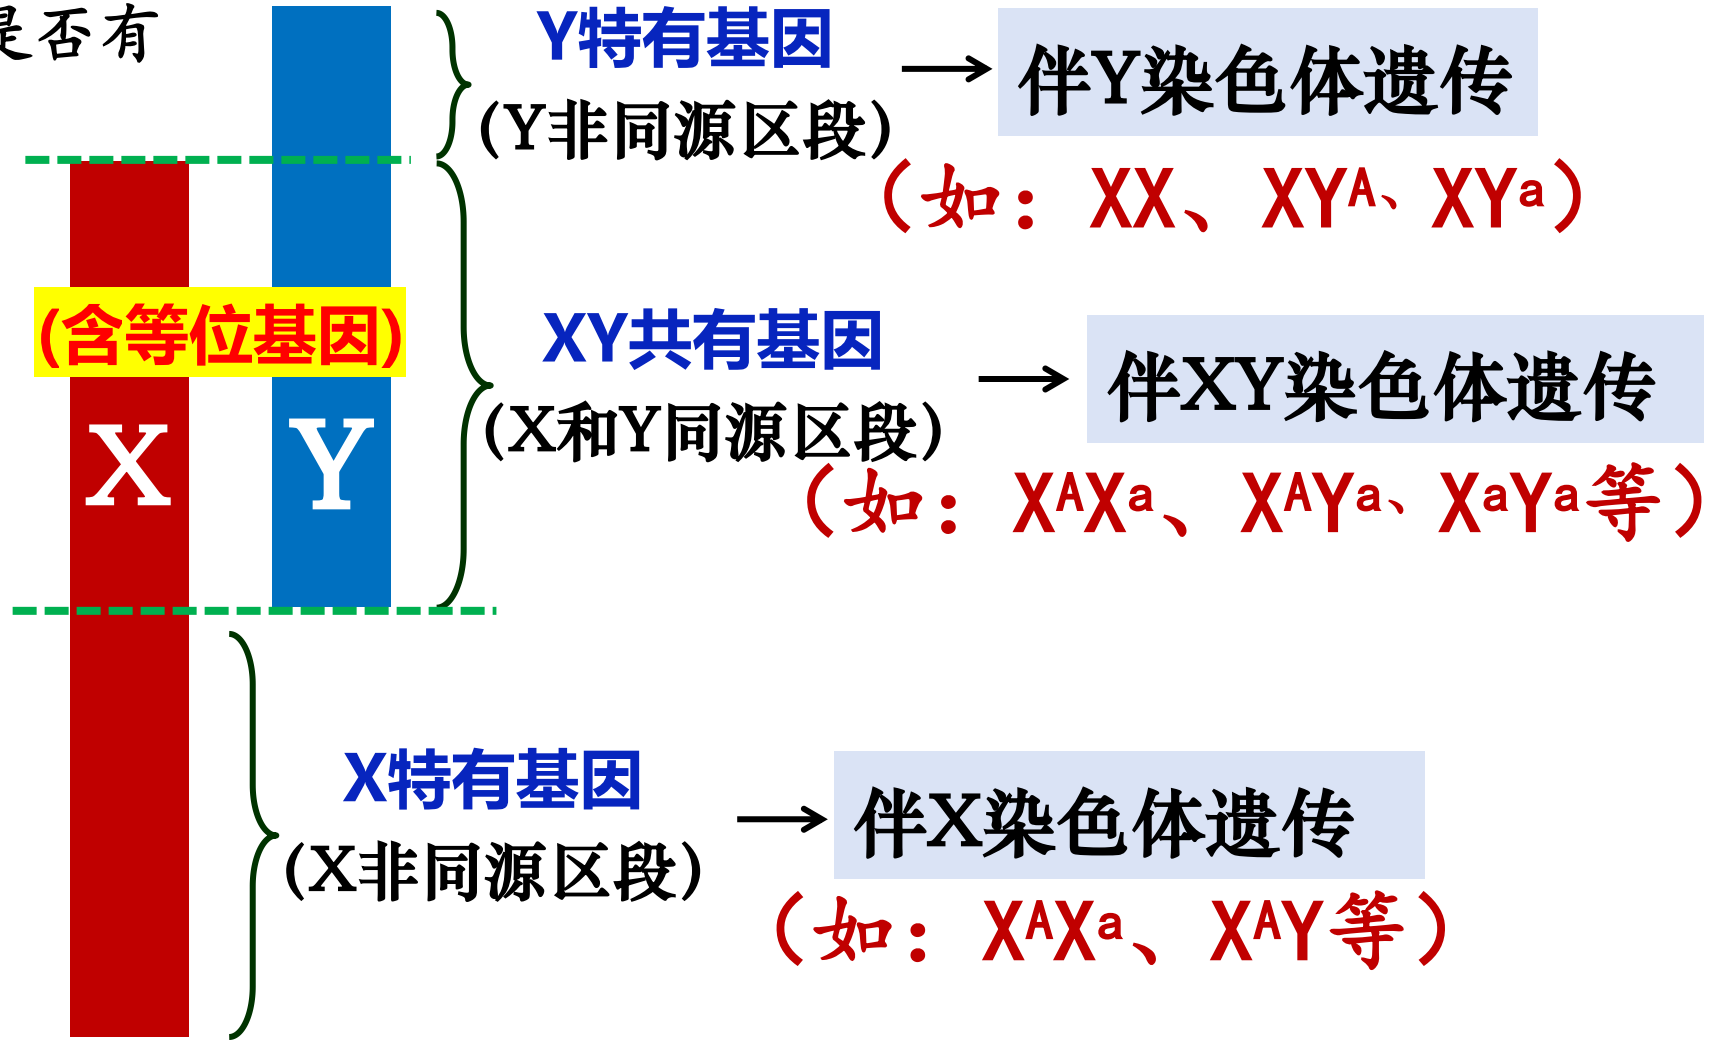 是否有
Y特有基因
(Y非同源区段)
伴Y染色体遗传
(如：XX、XYᴬ、XYᵃ)
(含等位基因)
XY共有基因
(X和Y同源区段)
伴XY染色体遗传
(如：XᴬXᵃ、XᴬYᵃ、XᵃYᵃ等)
X
Y
X特有基因
(X非同源区段)
伴X染色体遗传
(如：XᴬXᵃ、XᴬY等)